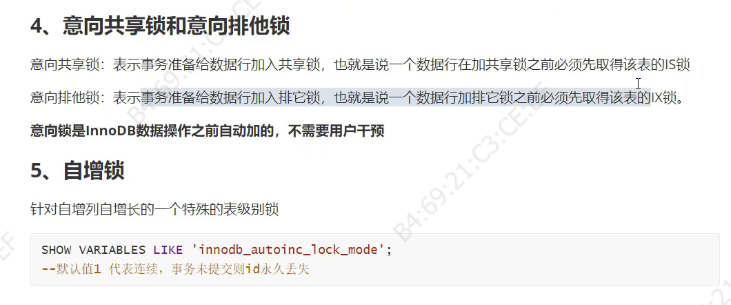 4、意向共享锁和意向排他锁
意向共享锁：表示事务准备给数据行加入共享锁，也就是说一个数据行在加共享锁之前必须先取得该表的IS锁
意向排他锁：表示事务准备给数据行加入排它锁，也就是说一个数据行加排它锁之前必须先取得该表的IX锁。
意向锁是InnoDB数据操作之前自动加的，不需要用户干预
5、自增锁
针对自增列自增长的一个特殊的表级别锁
SHOW VARIABLES LIKE 'innodb_autoinc_lock_mode';
--默认值1 代表连续，事务未提交则id永久丢失
B4:69:21:C3:CE:EF